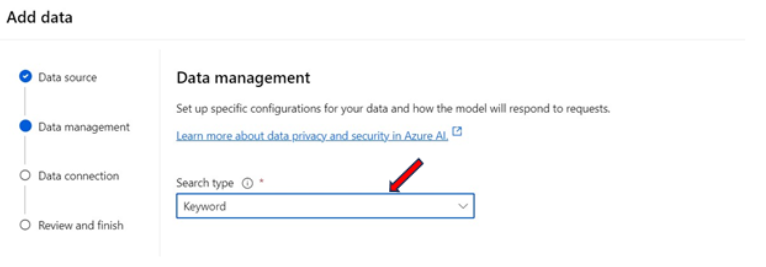 Add data
Data source
Data management
Data connection
Review and finish
Data management
Set up specific configurations for your data and how the model will respond to requests.
Learn more about data privacy and security in Azure AI.
Search type *
Keyword